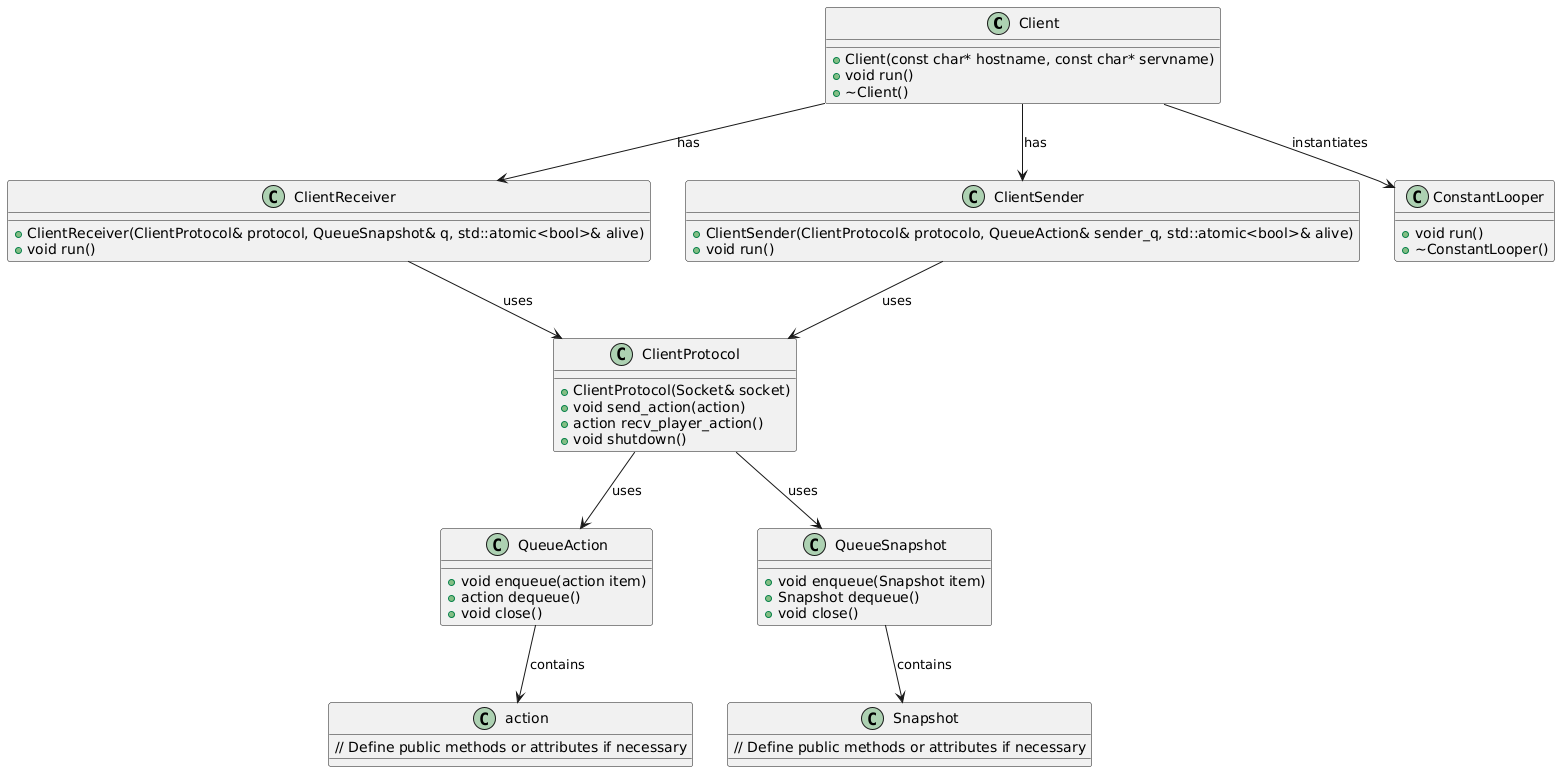 C Client
Client(const char* hostname, const char* servname)
void run()
~Client()
has
has
instantiates
C ClientReceiver
ClientReceiver(ClientProtocol& protocol, QueueSnapshot& q, std::atomic<bool>& alive)
void run()
C ClientSender
ClientSender(ClientProtocol& protocolo, QueueAction& sender_q, std::atomic<bool>& alive)
void run()
C ConstantLooper
void run()
~ConstantLooper()
uses
uses
C ClientProtocol
ClientProtocol(Socket& socket)
void send_action(action)
action recv_player_action()
void shutdown()
uses
uses
C QueueAction
void enqueue(action item)
action dequeue()
void close()
C QueueSnapshot
void enqueue(Snapshot item)
Snapshot dequeue()
void close()
contains
contains
C action
// Define public methods or attributes if necessary
C Snapshot
// Define public methods or attributes if necessary